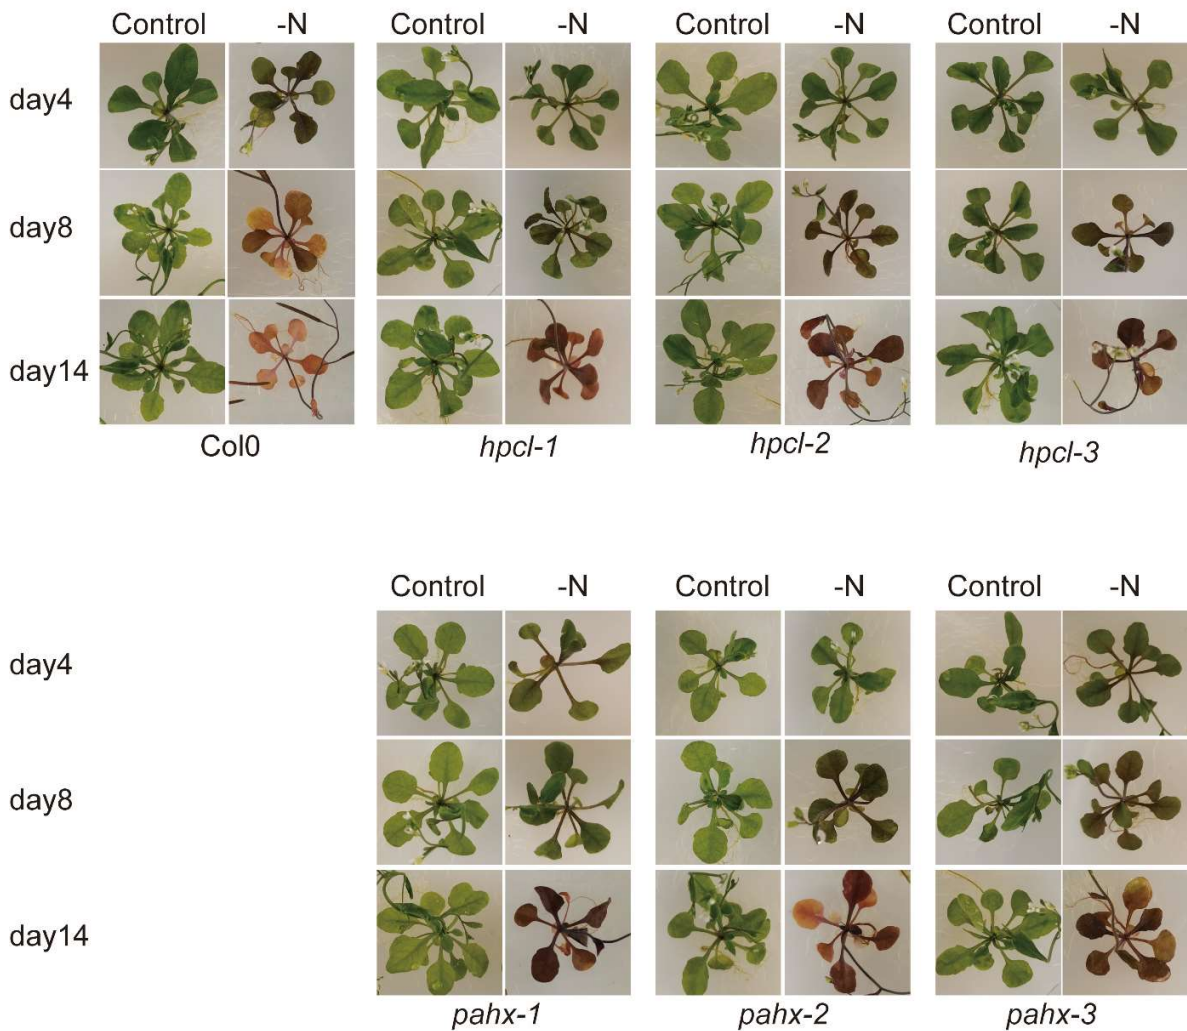 Control -N Control -N Control -N Control -N
day4
day8
day14
Col0 hpcl-1 hpcl-2 hpcl-3
Control -N Control -N Control -N
day4
day8
day14
pahx-1 pahx-2 pahx-3